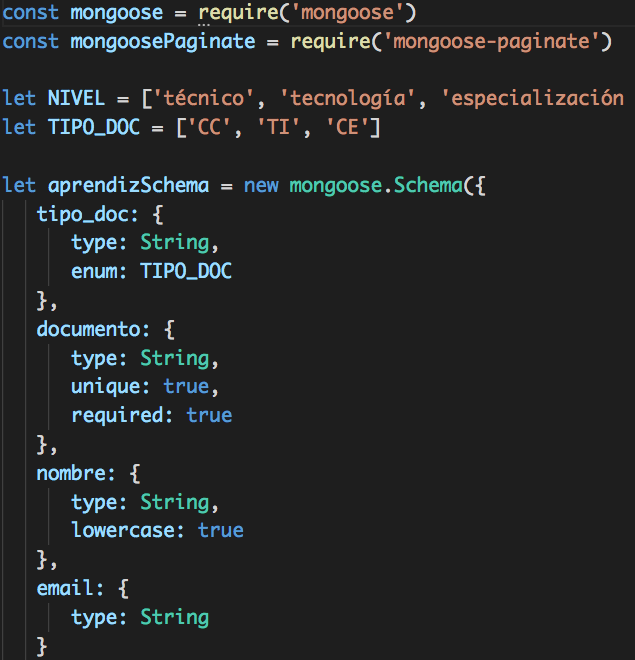 const mongoose = require('mongoose')
const mongoosePaginate = require('mongoose-paginate')
let NIVEL = ['técnico', 'tecnología', 'especialización
let TIPO_DOC = ['CC', 'TI', 'CE']
let aprendizSchema = new mongoose.Schema({
tipo_doc: {
type: String,
enum: TIPO_DOC
},
documento: {
type: String,
unique: true,
required: true
},
nombre: {
type: String,
lowercase: true
},
email: {
type: String
}